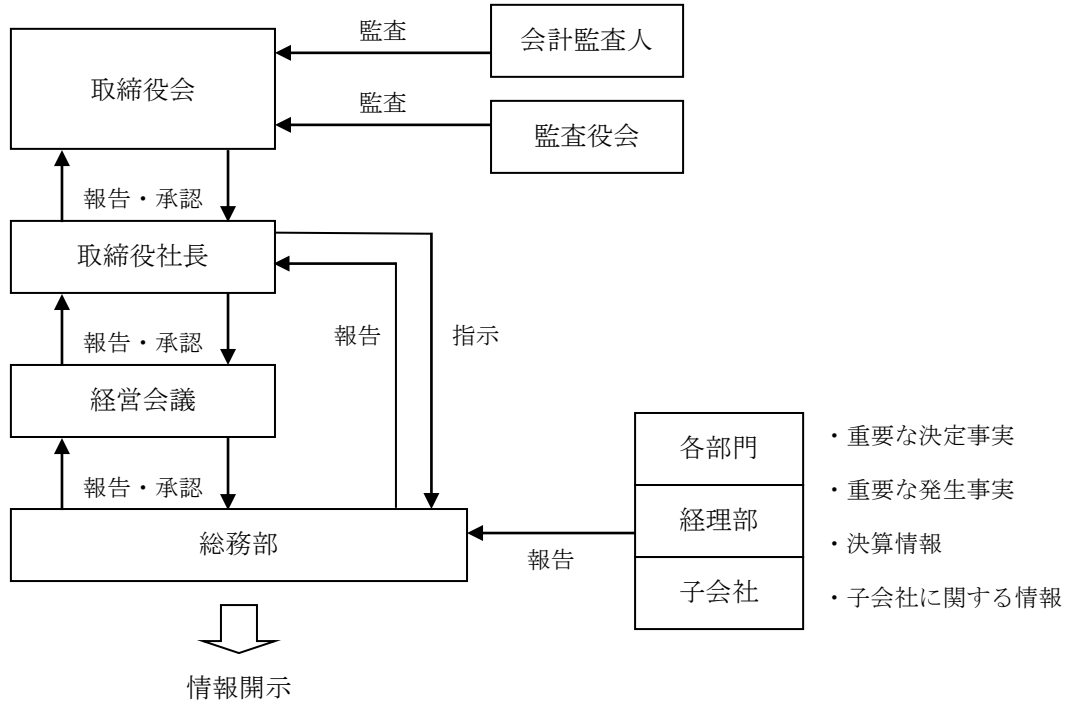 監査
会計監査人
取締役会
監査
監査役会
報告・承認
取締役社長
報告・承認
報告
指示
経営会議
各部門
・重要な決定事実
報告・承認
・重要な発生事実
経理部
総務部
・決算情報
報告
子会社
・子会社に関する情報
情報開示